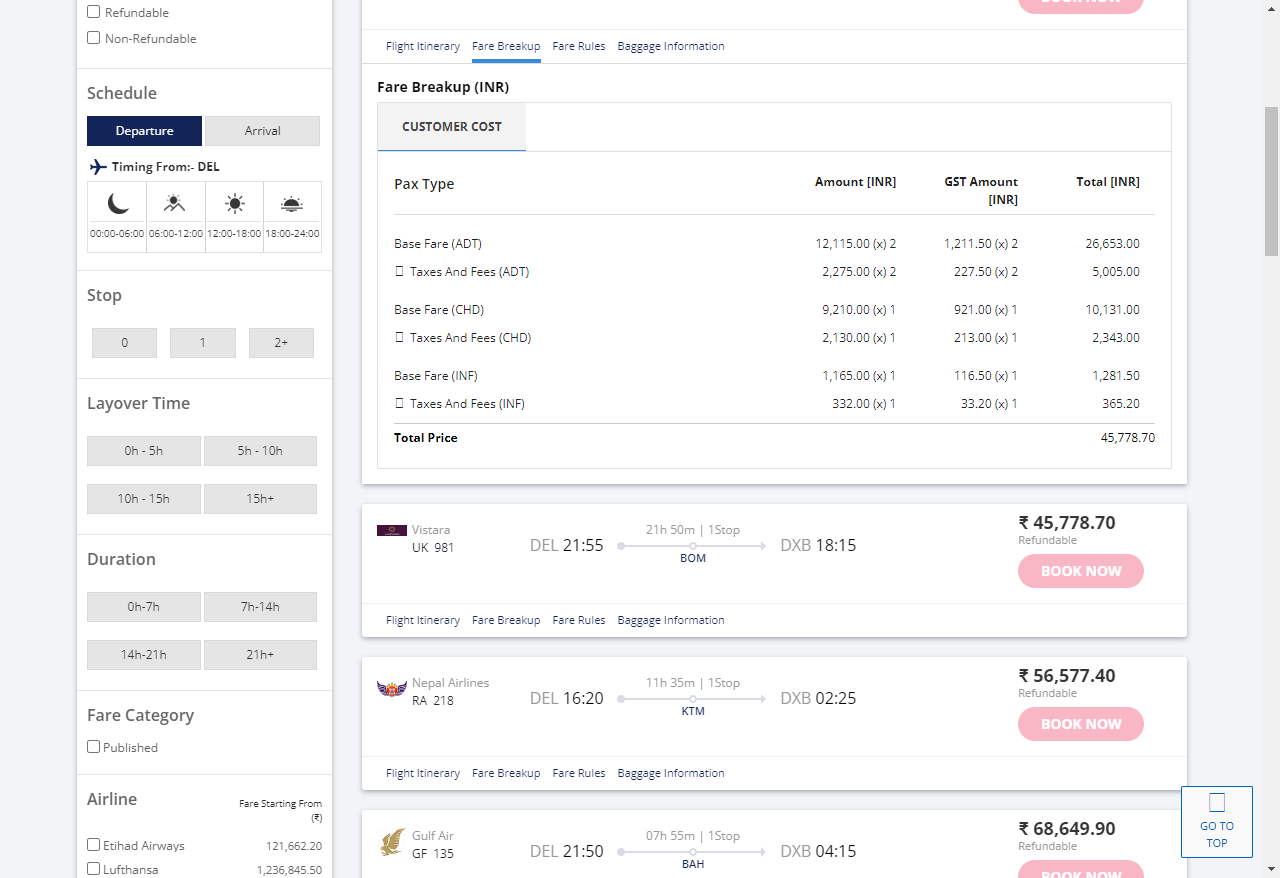 Refundable
Non-Refundable
Schedule
Departure Arrival
Timing From:- DEL
00:00-06:00 06:00-12:00 12:00-18:00 18:00-24:00
Stop
0 1 2+
Layover Time
0h - 5h 5h - 10h
10h - 15h 15h+
Duration
0h-7h 7h-14h
14h-21h 21h+
Fare Category
Published
Airline Fare Starting From
(₹)
Etihad Airways 121,662.20
Lufthansa 1,236,845.50
BOOK NOW
Flight Itinerary Fare Breakup Fare Rules Baggage Information
Fare Breakup (INR)
CUSTOMER COST
Pax Type Amount [INR] GST Amount Total [INR]
[INR]
Base Fare (ADT) 12,115.00 (x) 2 1,211.50 (x) 2 26,653.00
Taxes And Fees (ADT) 2,275.00 (x) 2 227.50 (x) 2 5,005.00
Base Fare (CHD) 9,210.00 (x) 1 921.00 (x) 1 10,131.00
Taxes And Fees (CHD) 2,130.00 (x) 1 213.00 (x) 1 2,343.00
Base Fare (INF) 1,165.00 (x) 1 116.50 (x) 1 1,281.50
Taxes And Fees (INF) 332.00 (x) 1 33.20 (x) 1 365.20
Total Price 45,778.70
Vistara 21h 50m | 1Stop ₹ 45,778.70
UK 981 DEL 21:55 DXB 18:15 Refundable
BOM
BOOK NOW
Flight Itinerary Fare Breakup Fare Rules Baggage Information
Nepal Airlines 11h 35m | 1Stop ₹ 56,577.40
RA 218 DEL 16:20 DXB 02:25 Refundable
KTM
BOOK NOW
Flight Itinerary Fare Breakup Fare Rules Baggage Information
Gulf Air 07h 55m | 1Stop ₹ 68,649.90
GF 135 DEL 21:50 DXB 04:15 Refundable
BAH
BOOK NOW
GO TO
TOP